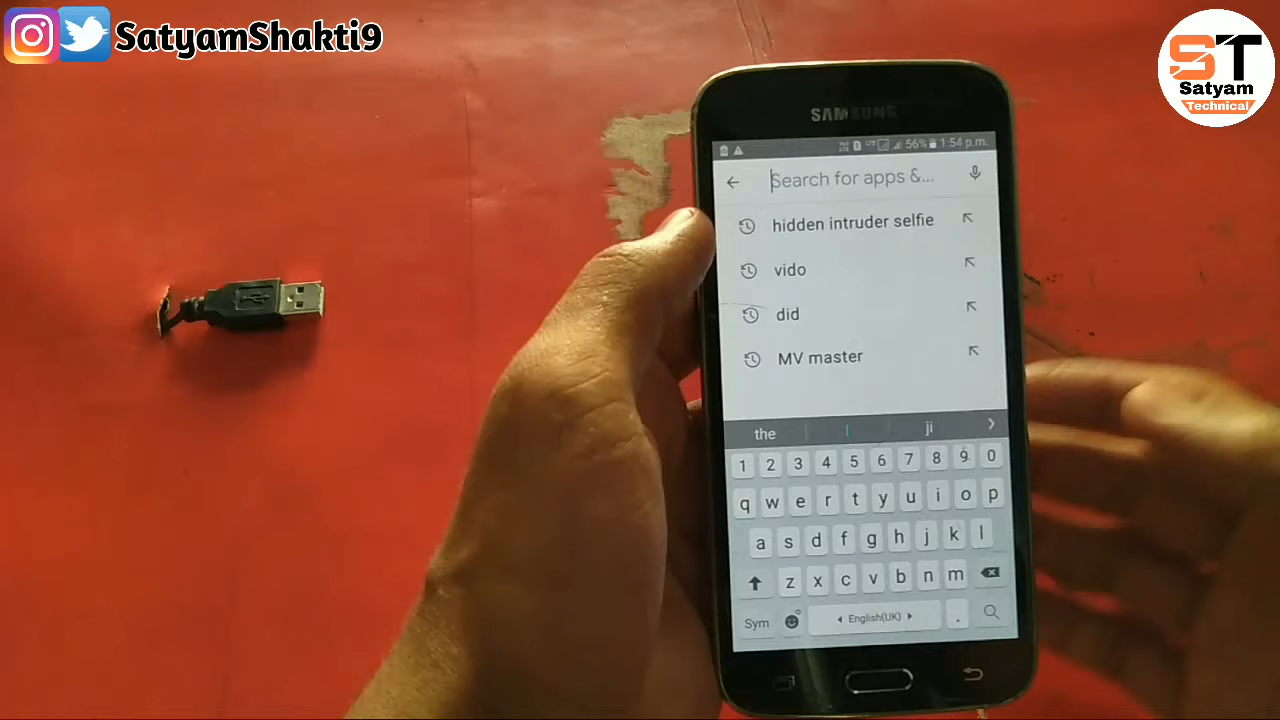 SatyamShakti9
ST
Satyam
Technical
SAMSUNG
LTE 56% 1:54 p.m.
Search for apps &...
hidden intruder selfie
vido
did
MV master
the ji
1 2 3 4 5 6 7 8 9 0
q w e r t y u i o p
a s d f g h j k l
z x c v b n m
Sym English(UK) .